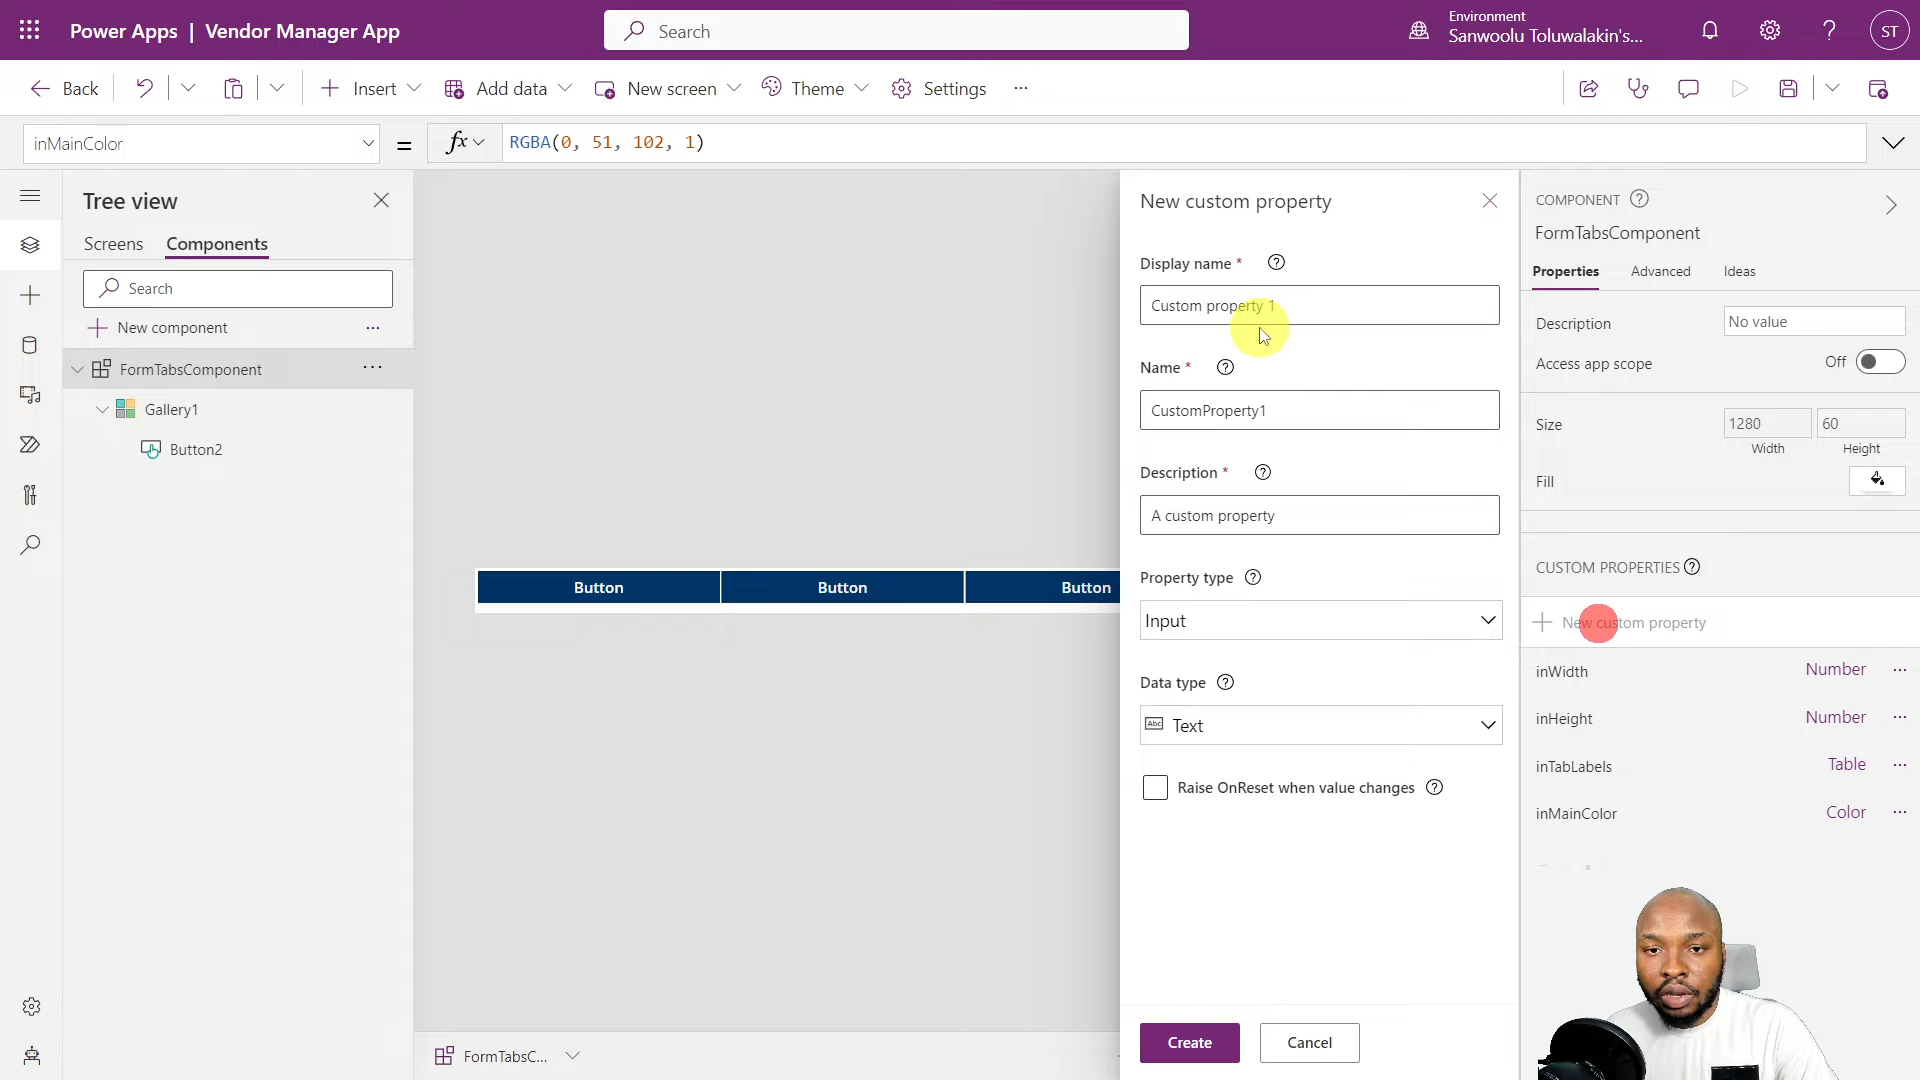 Power Apps | Vendor Manager App
Search
Environment
Sanwoolu Toluwalakin's...
ST
Back
Insert
Add data
New screen
Theme
Settings
inMainColor
=
fx
RGBA(0, 51, 102, 1)
Tree view
Screens
Components
Search
New component
FormTabsComponent
Gallery1
Button2
Button
Button
Button
FormTabsC...
New custom property
Display name *
Custom property 1
Name *
CustomProperty1
Description *
A custom property
Property type
Input
Data type
Abc
Text
Raise OnReset when value changes
Create
Cancel
COMPONENT
FormTabsComponent
Properties
Advanced
Ideas
Description
No value
Access app scope
Off
Size
1280
60
Width
Height
Fill
CUSTOM PROPERTIES
New custom property
inWidth
Number
inHeight
Number
inTabLabels
Table
inMainColor
Color